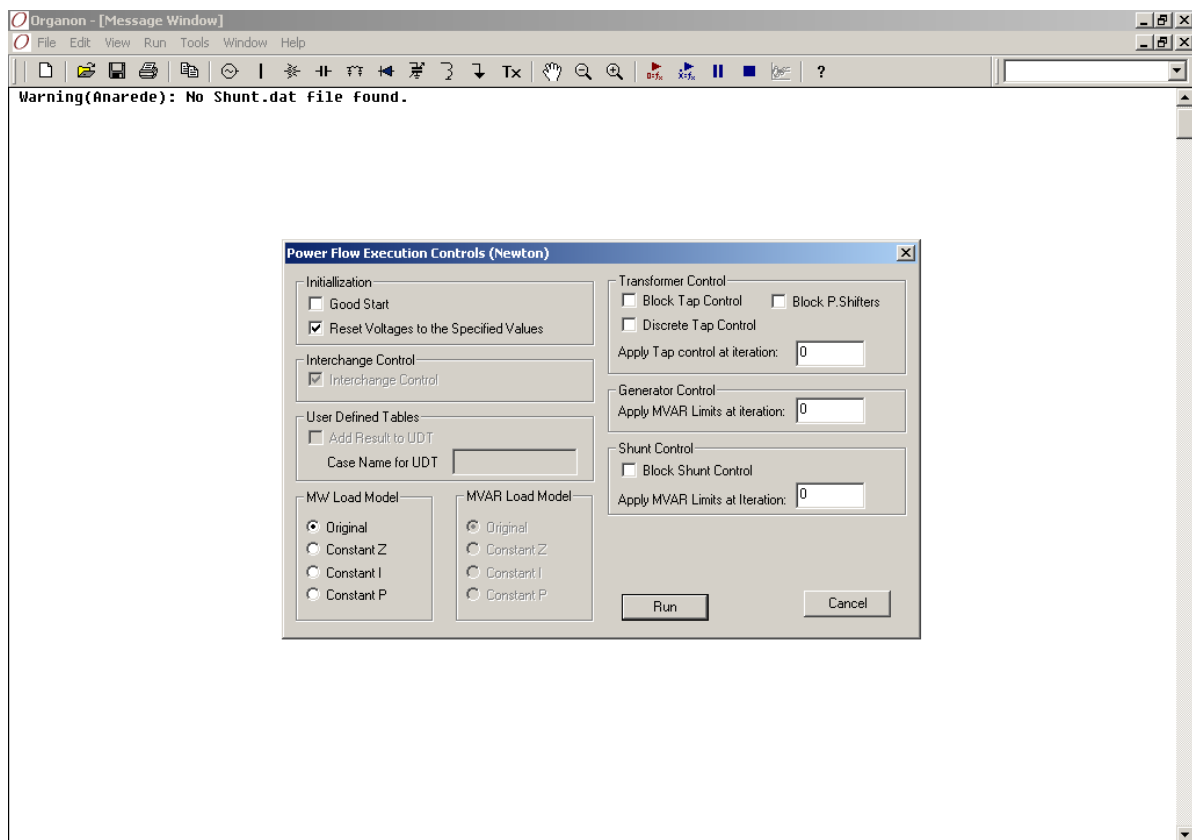 Organon - [Message Window]
File Edit View Run Tools Window Help
Tx ?
Warning(Anarede): No Shunt.dat file found.
Power Flow Execution Controls (Newton)
Initiallization
Good Start
Reset Voltages to the Specified Values
Interchange Control
Interchange Control
User Defined Tables
Add Result to UDT
Case Name for UDT
MW Load Model
Original
Constant Z
Constant I
Constant P
MVAR Load Model
Original
Constant Z
Constant I
Constant P
Transformer Control
Block Tap Control Block P.Shifters
Discrete Tap Control
Apply Tap control at iteration: 0
Generator Control
Apply MVAR Limits at iteration: 0
Shunt Control
Block Shunt Control
Apply MVAR Limits at Iteration: 0
Run Cancel